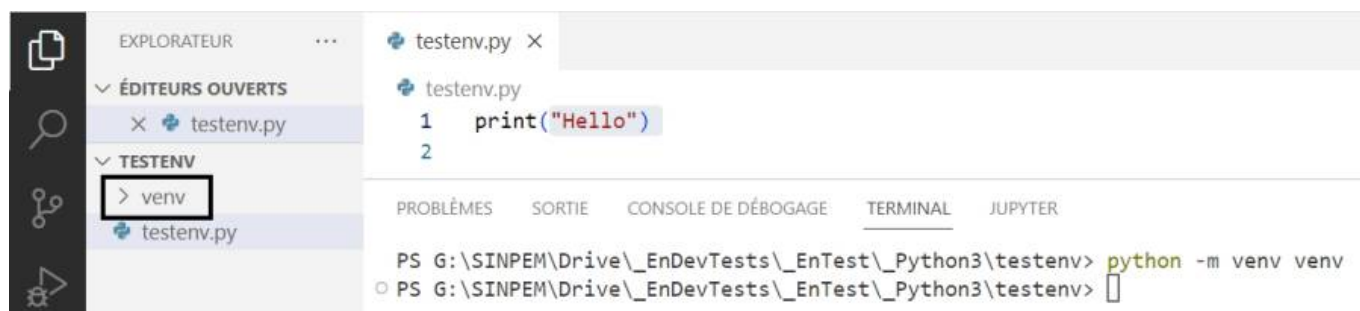 EXPLORATEUR ...
ÉDITEURS OUVERTS
testenv.py
TESTENV
venv
testenv.py
testenv.py
testenv.py
1 print("Hello")
2
PROBLÈMES SORTIE CONSOLE DE DÉBOGAGE TERMINAL JUPYTER
PS G:\SINPEM\Drive\_EnDevTests\_EnTest\_Python3\testenv> python -m venv venv
PS G:\SINPEM\Drive\_EnDevTests\_EnTest\_Python3\testenv>